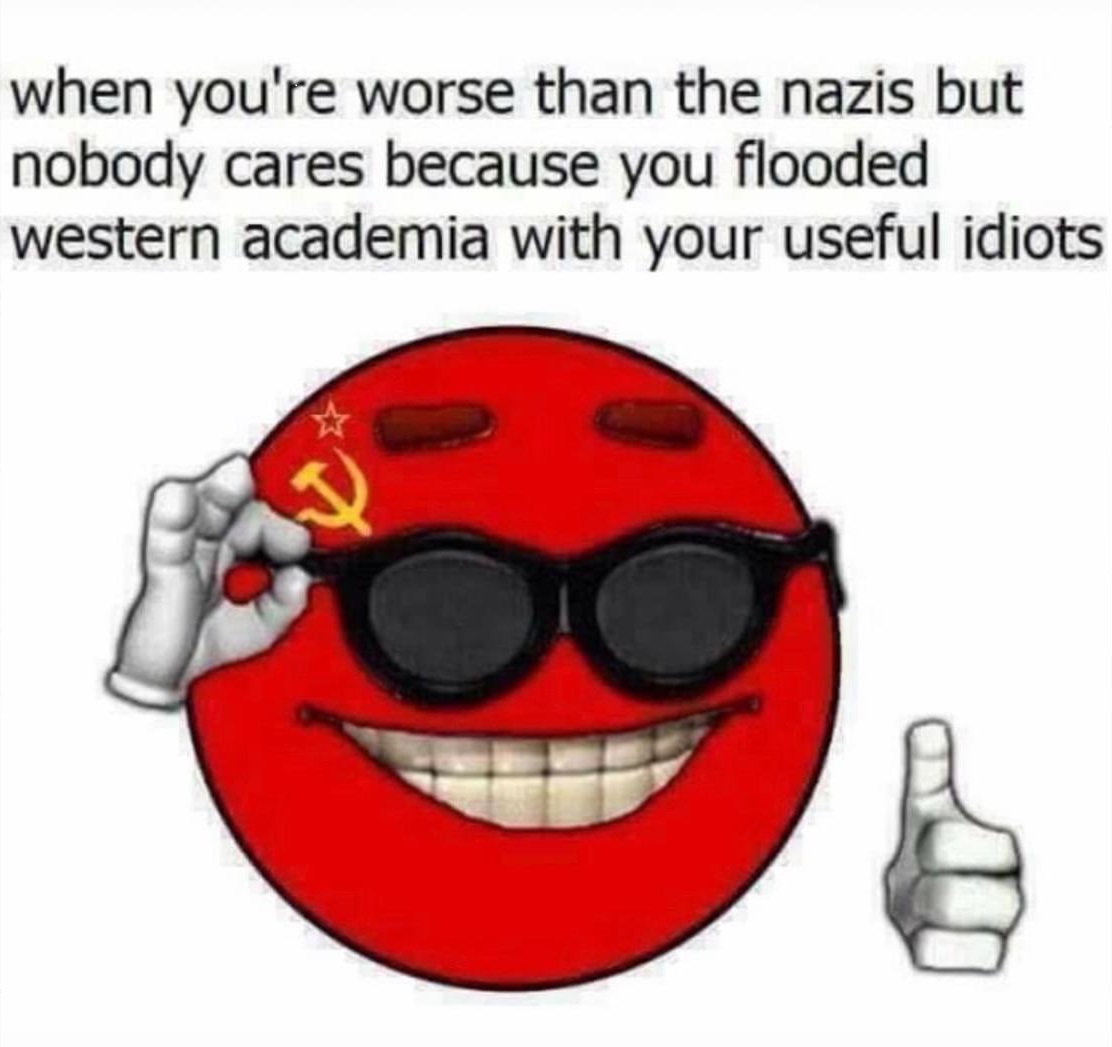 when you're worse than the nazis but
nobody cares because you flooded
western academia with your useful idiots